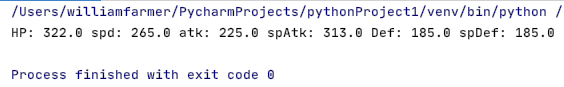 /Users/williamfarmer/PycharmProjects/pythonProject1/venv/bin/python /
HP: 322.0 spd: 265.0 atk: 225.0 spAtk: 313.0 Def: 185.0 spDef: 185.0
Process finished with exit code 0